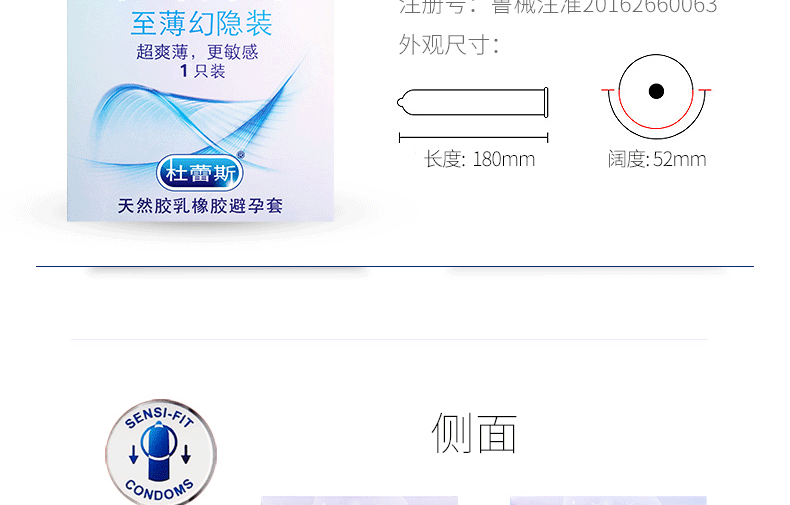 至薄幻隐装
超爽薄，更敏感
1只装
杜蕾斯®
天然胶乳橡胶避孕套
注册号：鲁械注准20162660063
外观尺寸：
长度: 180mm
阔度: 52mm
SENSI-FIT
CONDOMS
侧面